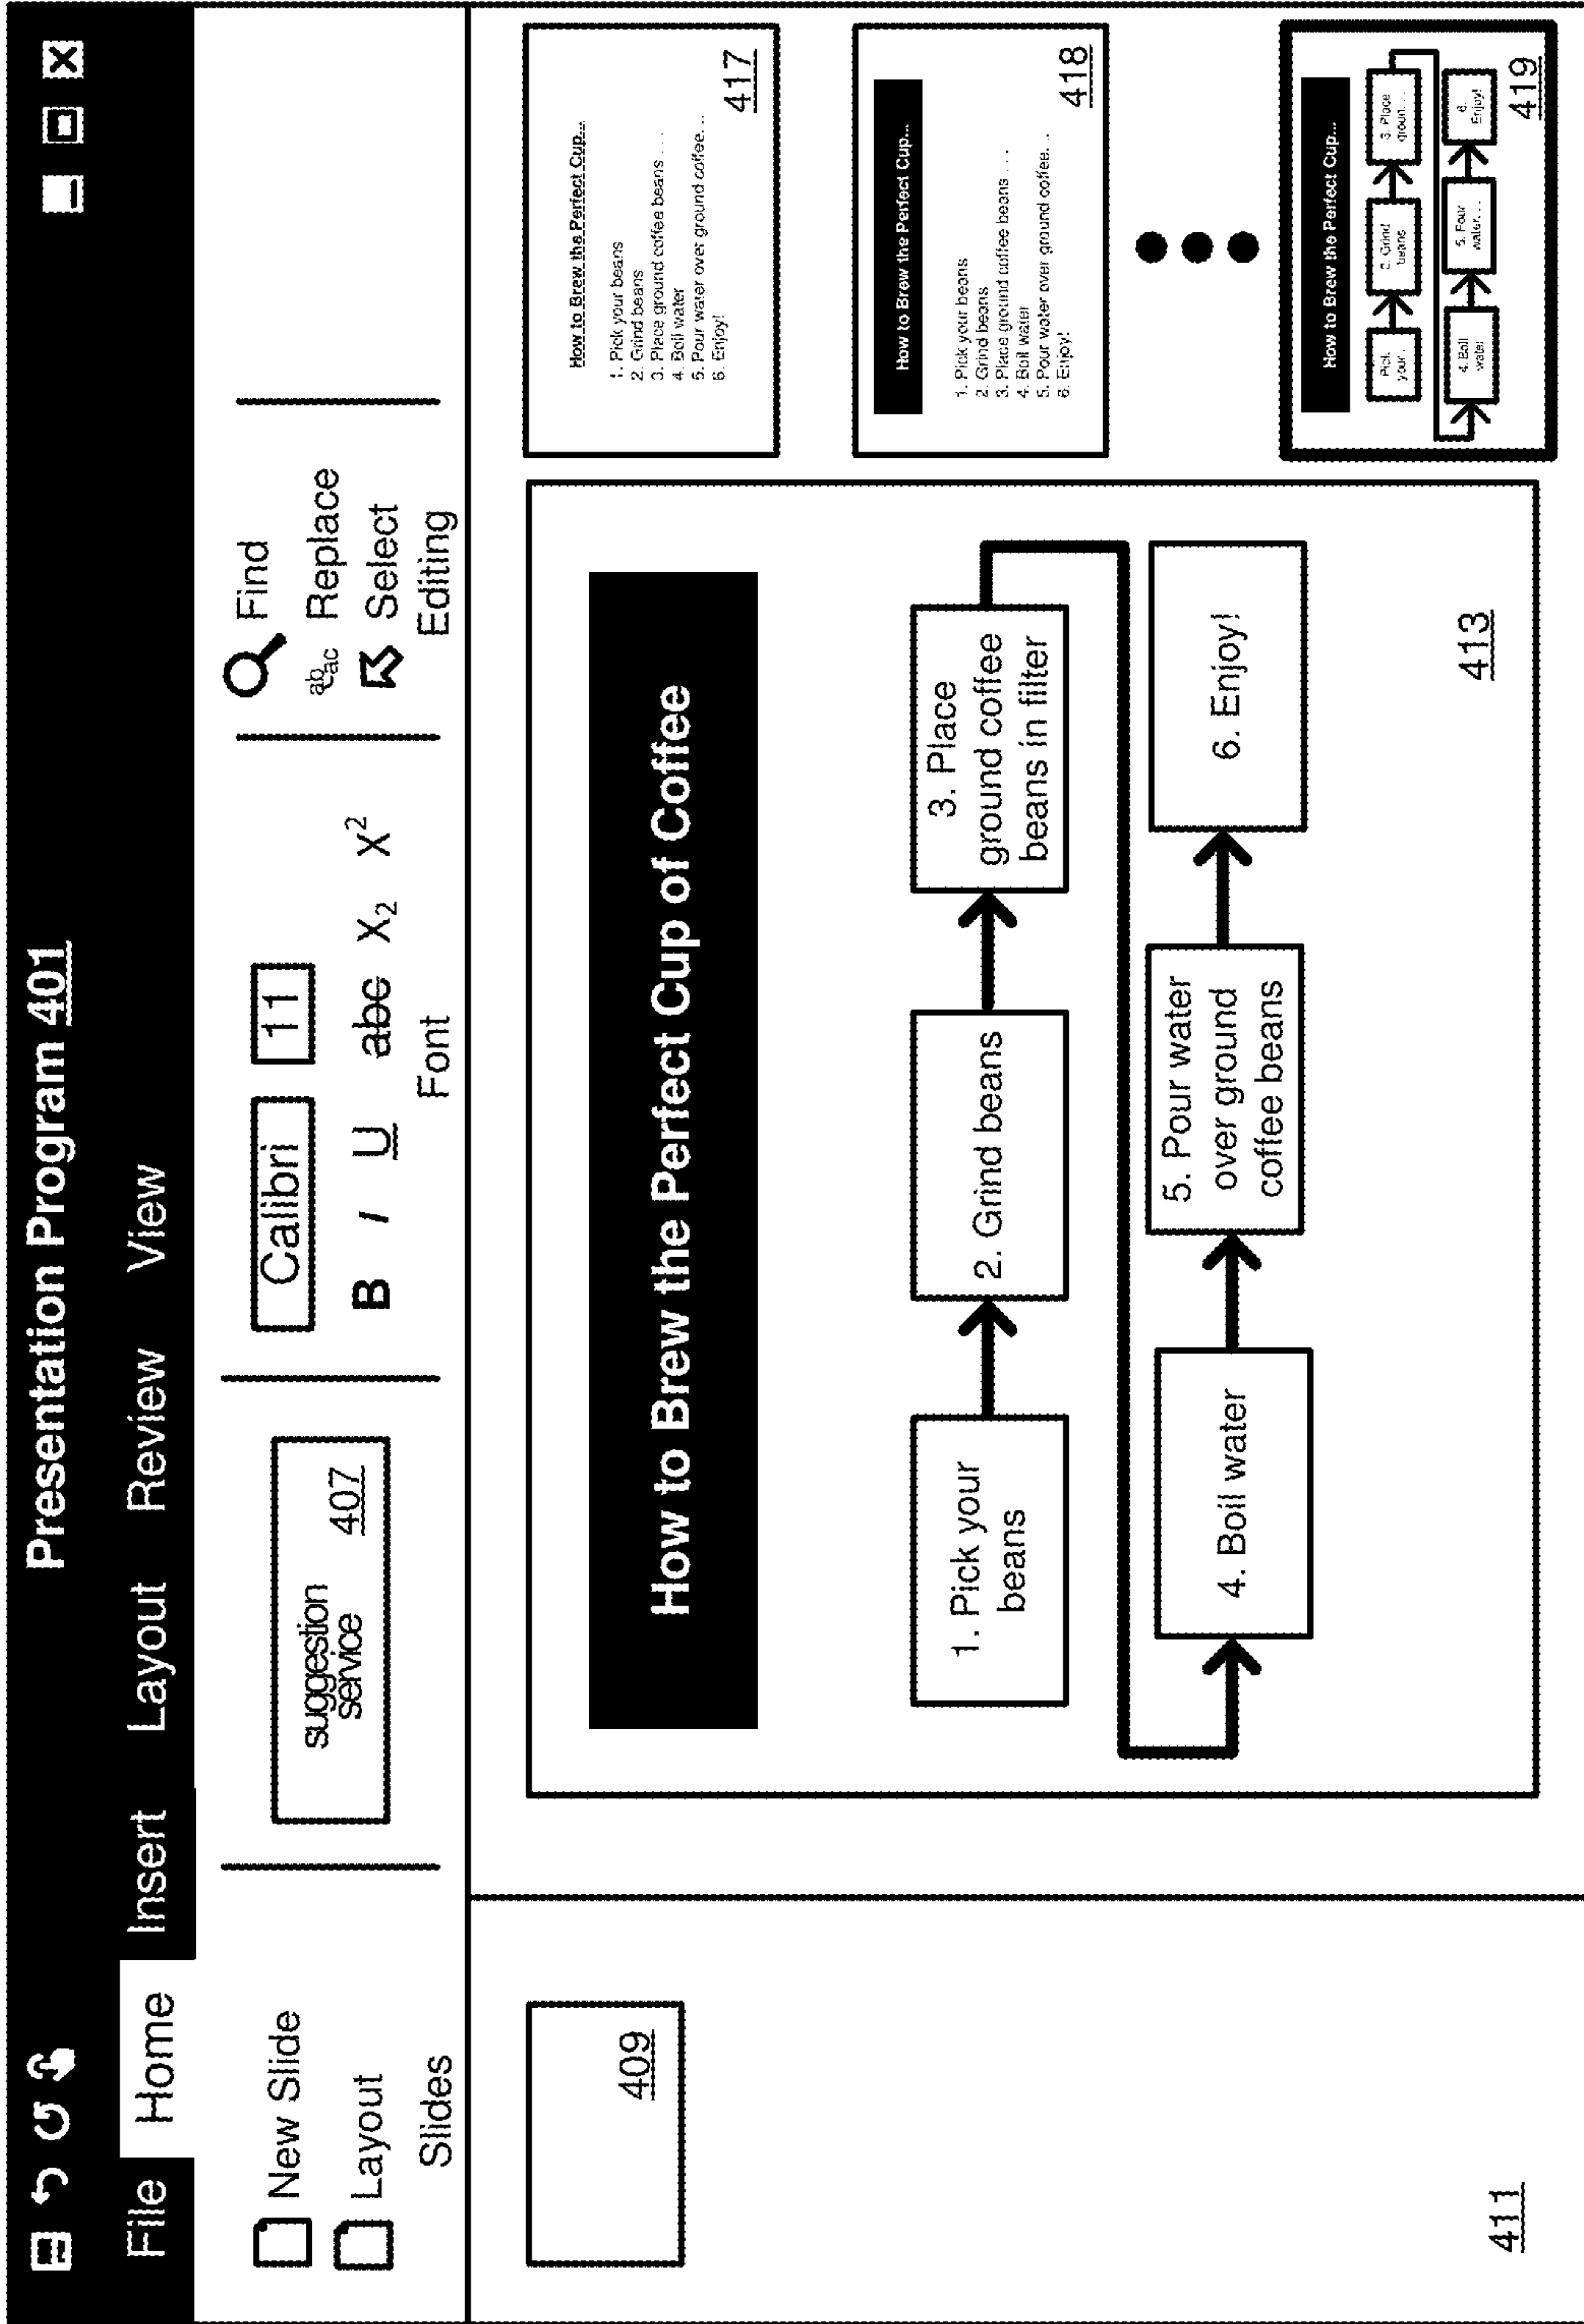 Presentation Program 401
File Home Insert Layout Review View
New Slide
Layout
Slides
suggestion
service
407
Calibri 11
B I U abc X₂ X²
Font
Find
ab ac Replace
Select
Editing
409
411
How to Brew the Perfect Cup of Coffee
1. Pick your
beans
2. Grind beans
3. Place
ground coffee
beans in filter
4. Boil water
5. Pour water
over ground
coffee beans
6. Enjoy!
413
How to Brew the Perfect Cup...
1. Pick your beans
2. Grind beans
3. Place ground coffee beans . . .
4. Boil water
5. Pour water over ground coffee. . .
6. Enjoy!
417
How to Brew the Perfect Cup...
1. Pick your beans
2. Grind beans
3. Place ground coffee beans . . .
4. Boil water
5. Pour water over ground coffee. . .
6. Enjoy!
418
How to Brew the Perfect Cup...
Pick
your .
2. Grind
beans
3. Place
groun. . .
4. Boil
water
5. Pour
water. . .
6.
Enjoy!
419